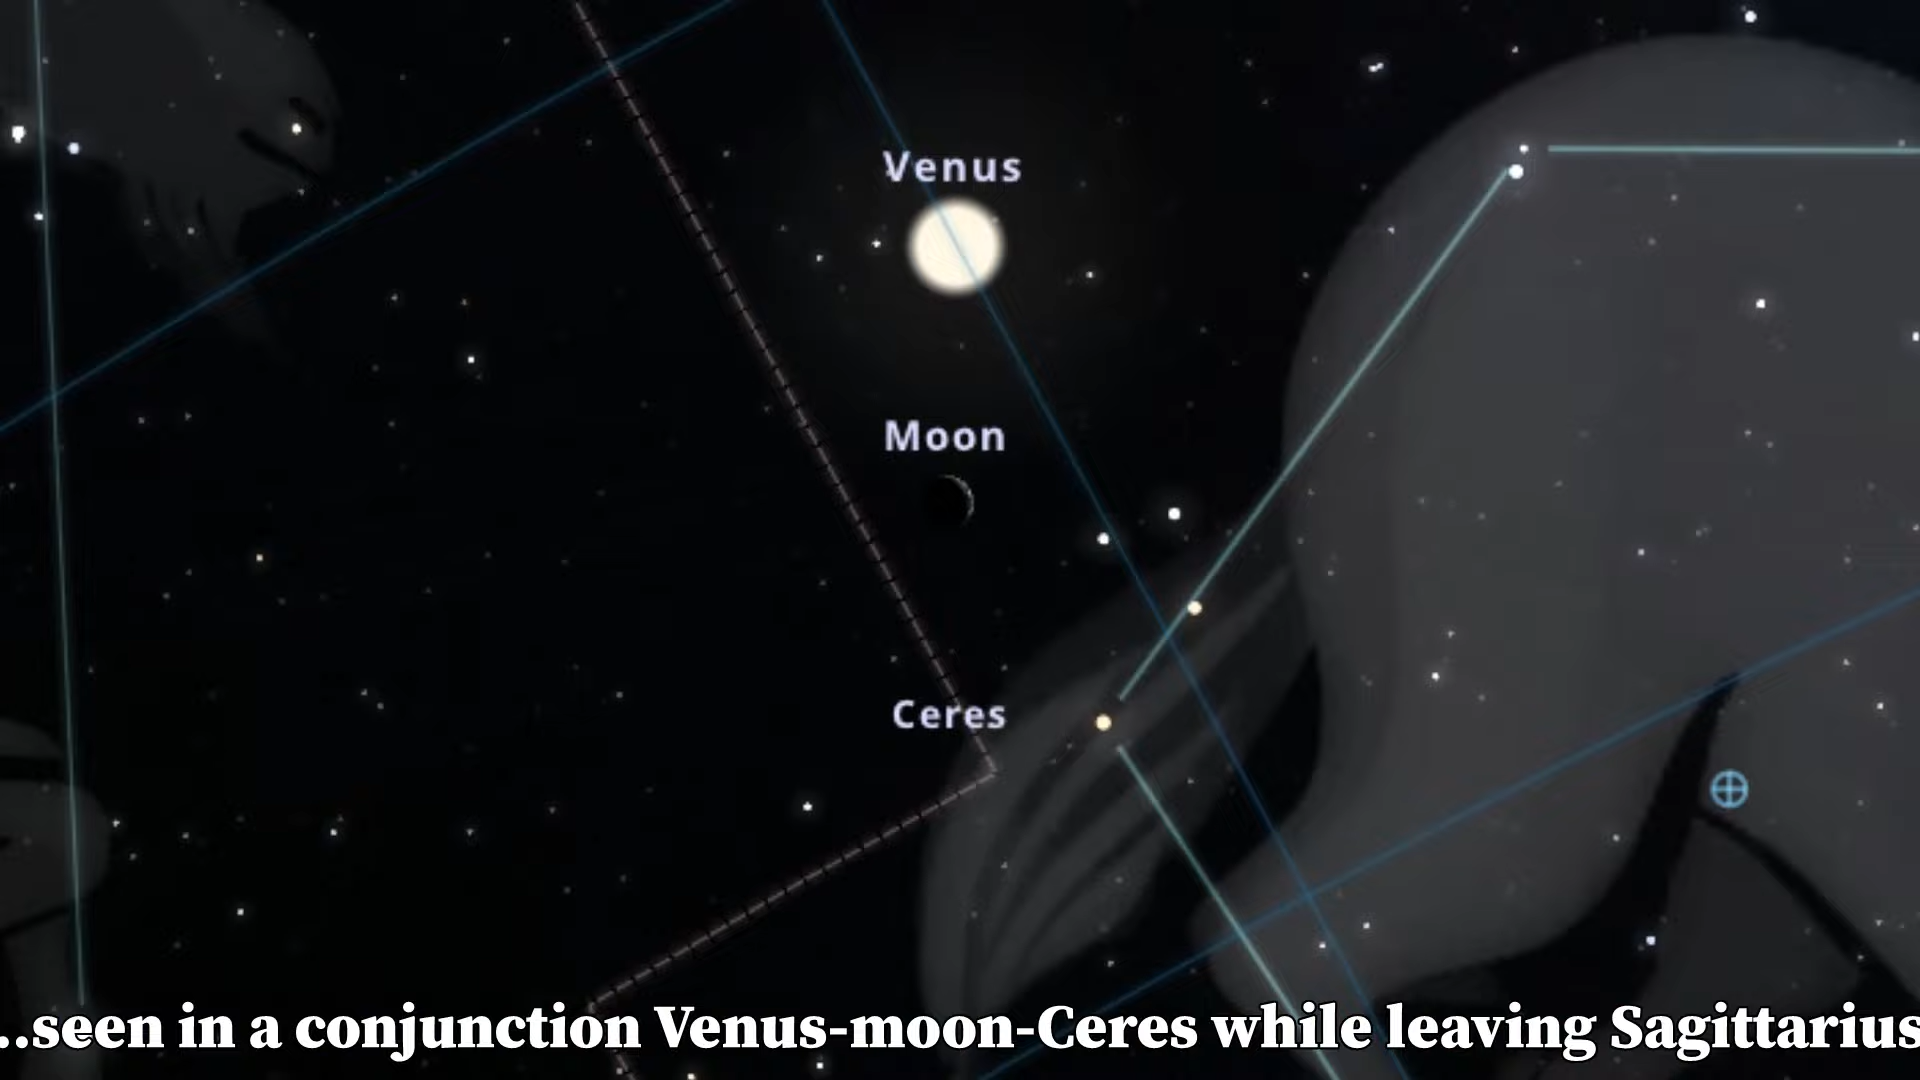 Venus
Moon
Ceres
..seen in a conjunction Venus-moon-Ceres while leaving Sagittarius